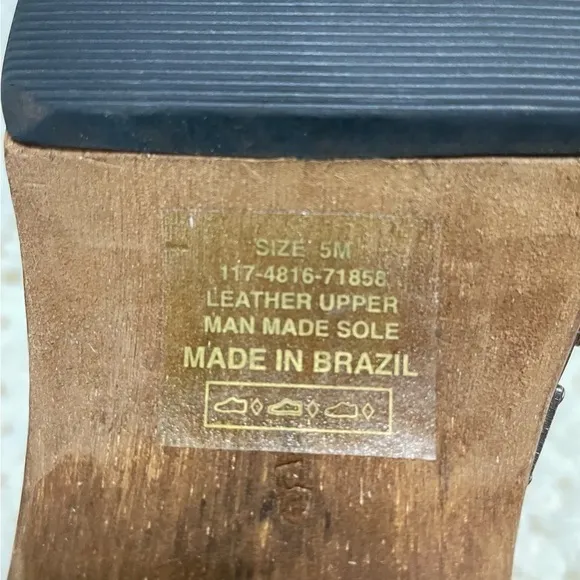 SIZE 5M
117-4816-71858
LEATHER UPPER
MAN MADE SOLE
MADE IN BRAZIL